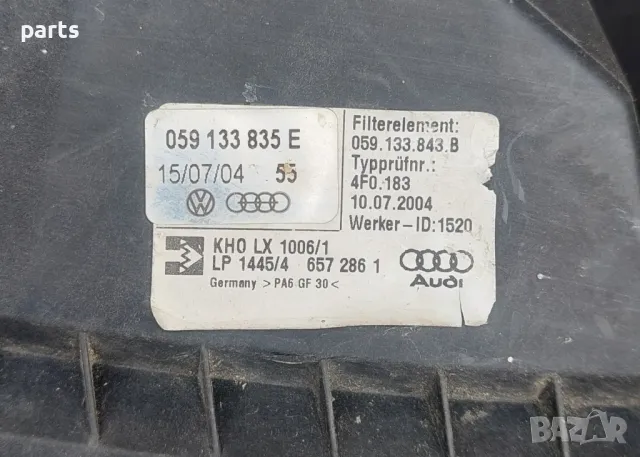 parts
059 133 835 E
15/07/04 55
Filterelement:
059.133.843.B
Typprüfnr.:
4F0.183
10.07.2004
Werker-ID:1520
KHO LX 1006/1
LP 1445/4 657 286 1
Germany >PA6 GF 30<
Audi
BAZAR